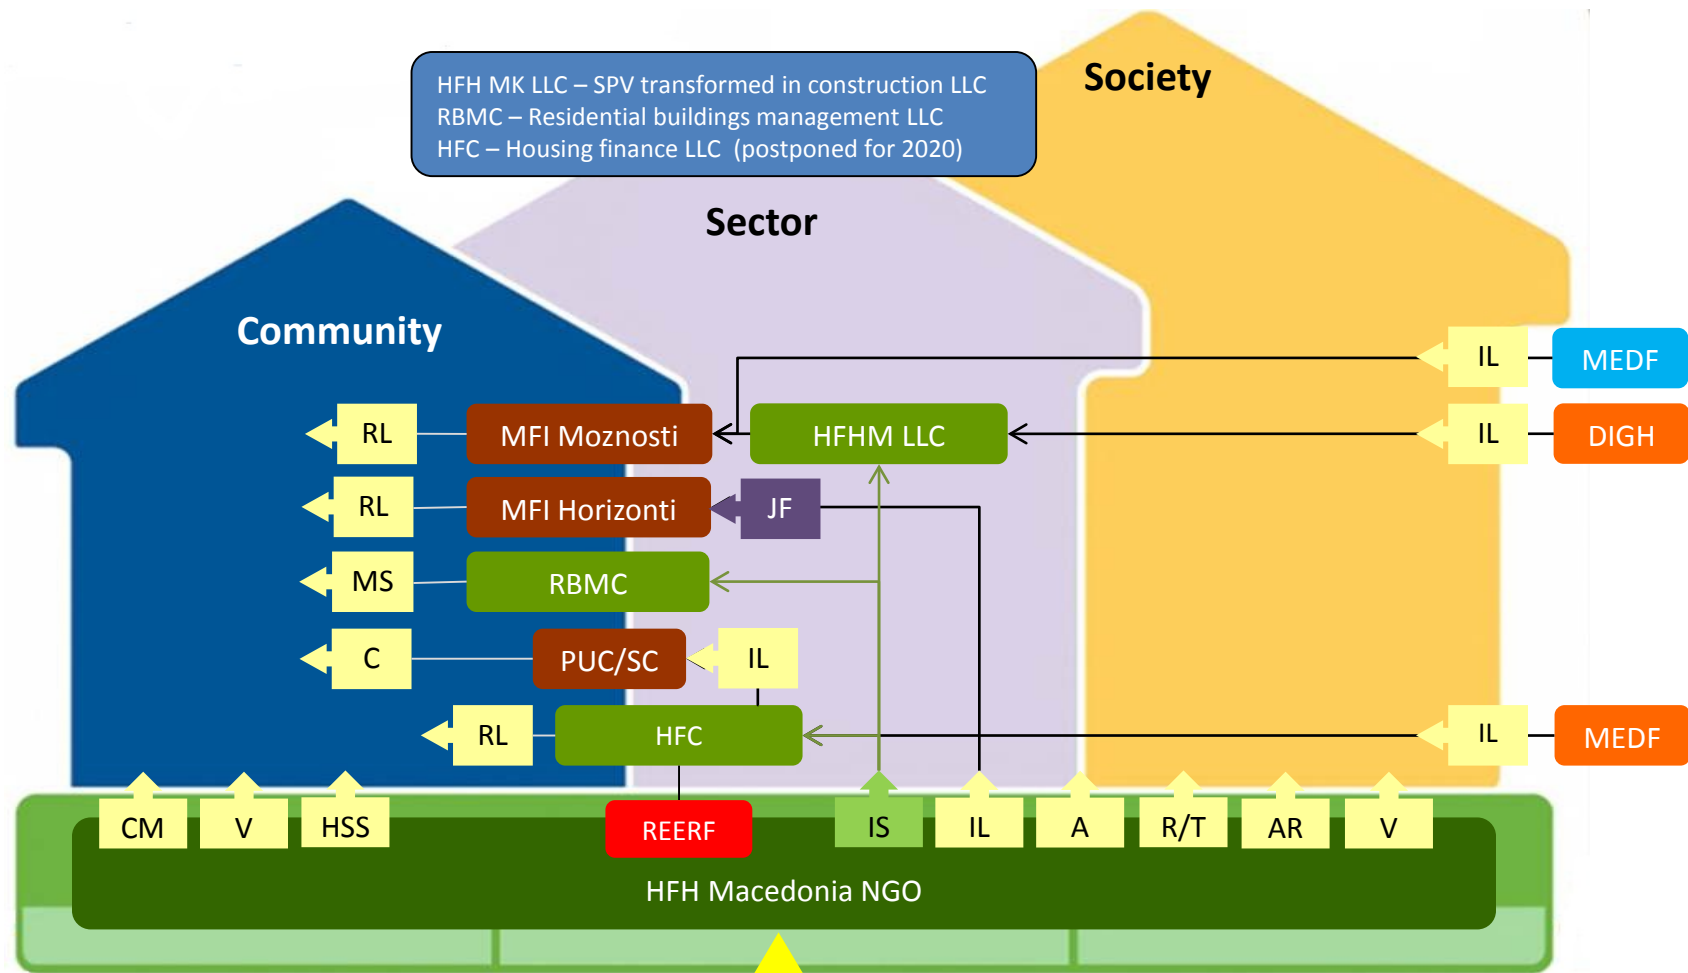 Society
HFH MK LLC – SPV transformed in construction LLC
RBMC – Residential buildings management LLC
HFC – Housing finance LLC  (postponed for 2020)
Sector
Community
IL
MEDF
RL
MFI Moznosti
HFHM LLC
IL
DIGH
RL
MFI Horizonti
JF
MS
RBMC
C
PUC/SC
IL
RL
HFC
IL
MEDF
CM
V
HSS
REERF
IS
IL
A
R/T
AR
V
HFH Macedonia NGO